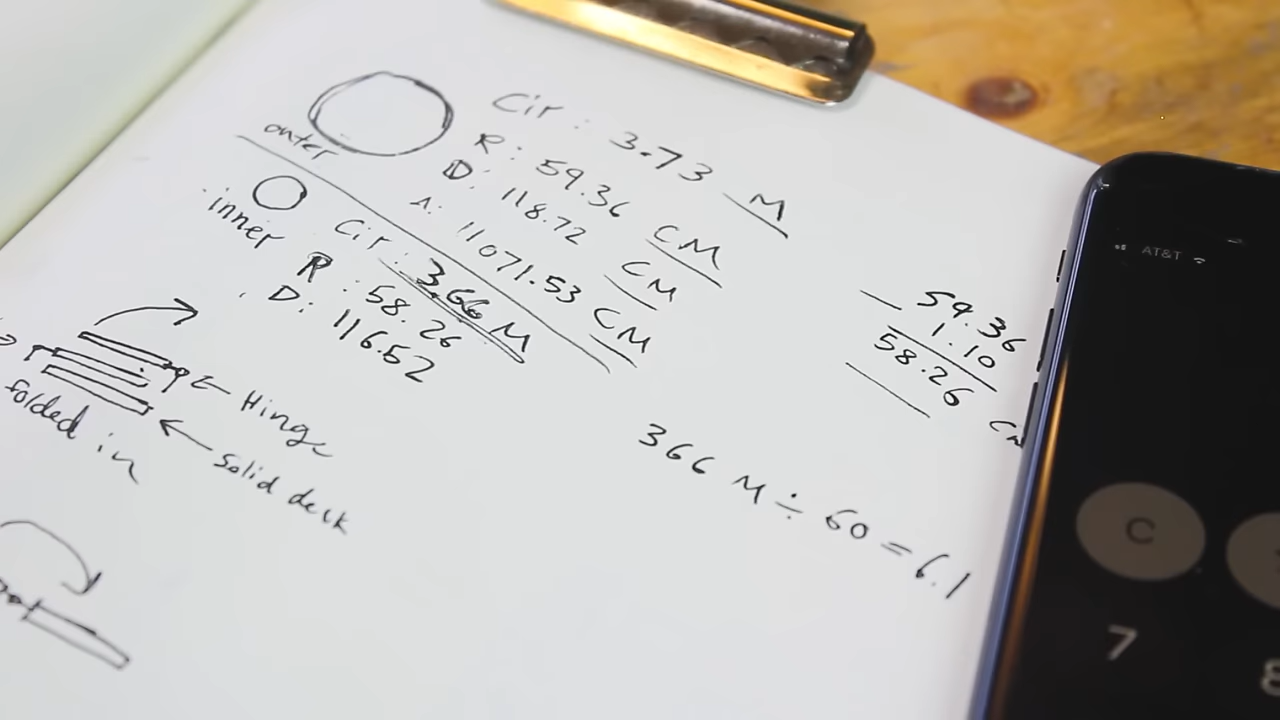 Cir : 3.73 M
R : 59.36 CM
D : 118.72 CM
A : 11071.53 CM
outer
inner
Cir : 3.66 M
R : 58.26
D : 116.52
Hinge
solid deck
folded in
59.36
- 1.10
58.26
366 M ÷ 60 = 6.1
AT&T
C
7
8